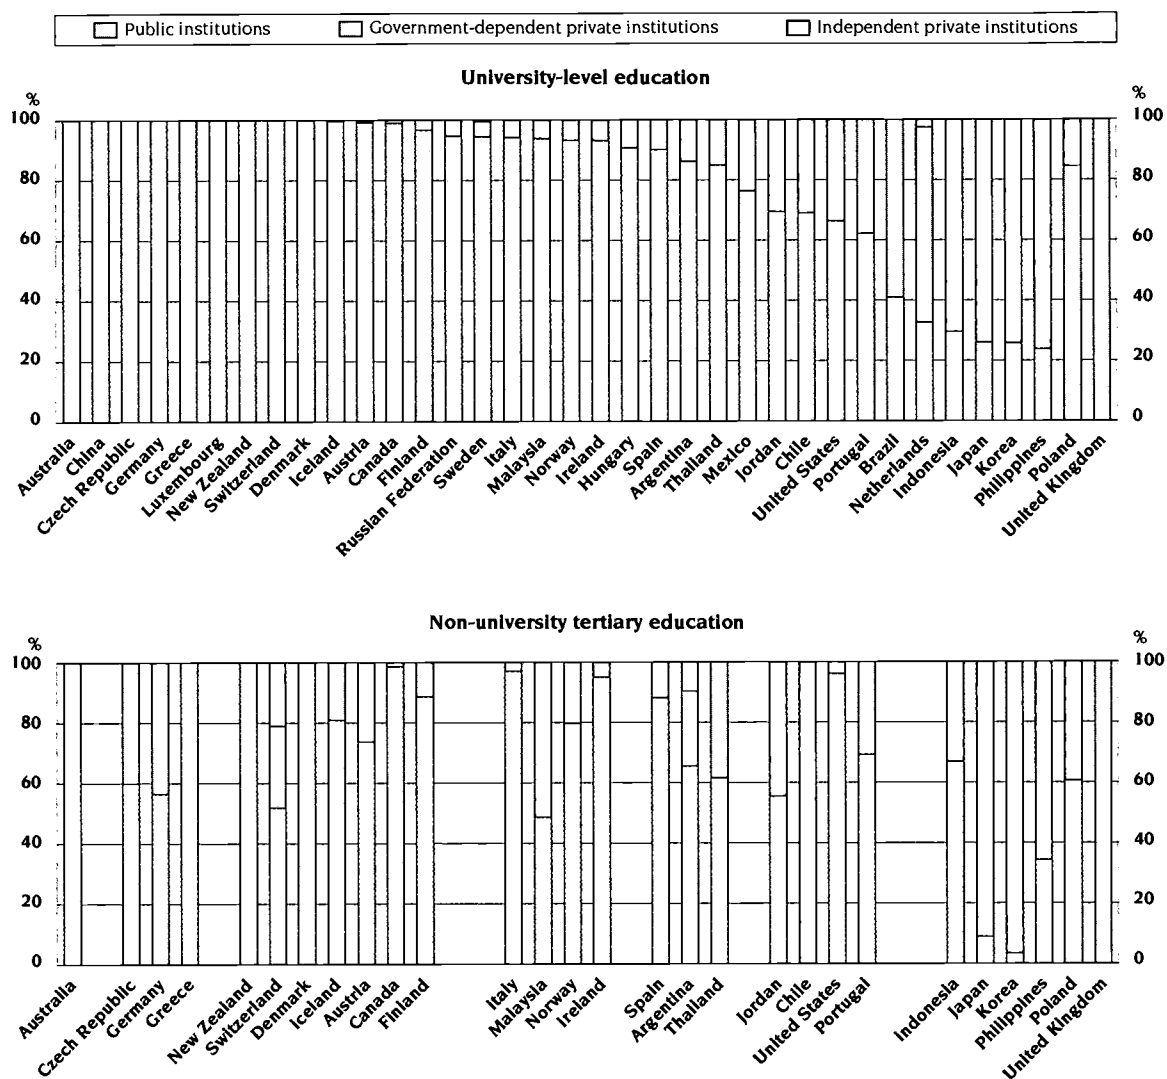 Public institutions Government-dependent private institutions Independent private institutions
University-level education
% %
100 100
80 80
60 60
40 40
20 20
0 0
Australia China Czech Republic Germany Greece Luxembourg New Zealand Switzerland Denmark Iceland Austria Canada Finland Russian Federation Sweden Italy Malaysia Norway Ireland Hungary Spain Argentina Thailand Mexico Jordan Chile United States Portugal Brazil Netherlands Indonesia Japan Korea Philippines Poland United Kingdom
Non-university tertiary education
% %
100 100
80 80
60 60
40 40
20 20
0 0
Australia Czech Republic Germany Greece New Zealand Switzerland Denmark Iceland Austria Canada Finland Italy Malaysia Norway Ireland Spain Argentina Thailand Jordan Chile United States Portugal Indonesia Japan Korea Philippines Poland United Kingdom